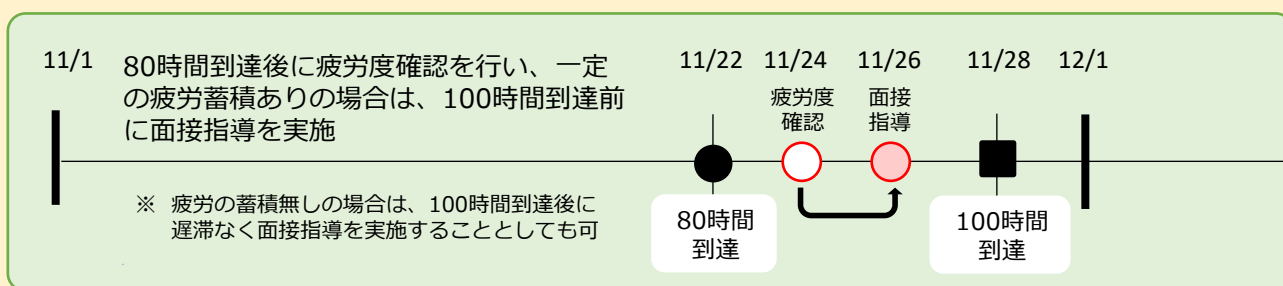 11/1
80時間到達後に疲労度確認を行い、一定
の疲労蓄積ありの場合は、100時間到達前
に面接指導を実施
※ 疲労の蓄積無しの場合は、100時間到達後に
遅滞なく面接指導を実施することとしても可
11/22
11/24
11/26
11/28
12/1
疲労度
確認
面接
指導
80時間
到達
100時間
到達